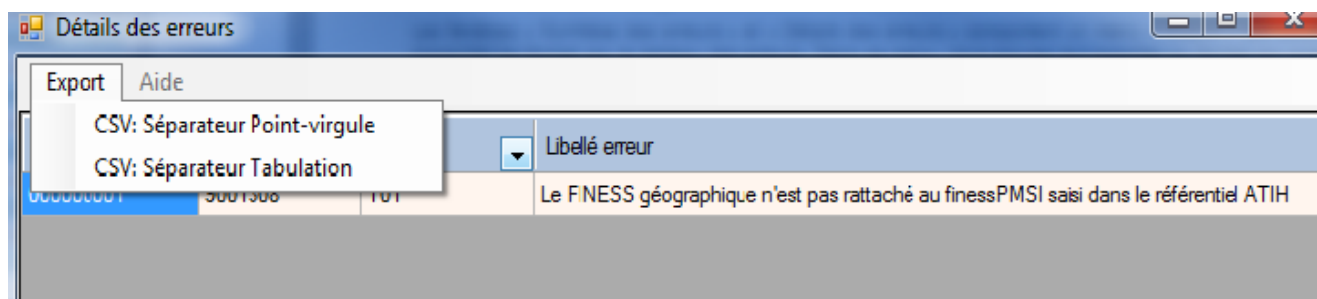 Détails des erreurs
Export Aide
CSV: Séparateur Point-virgule
CSV: Séparateur Tabulation
Libellé erreur
Le FINESS géographique n'est pas rattaché au finessPMSI saisi dans le référentiel ATIH